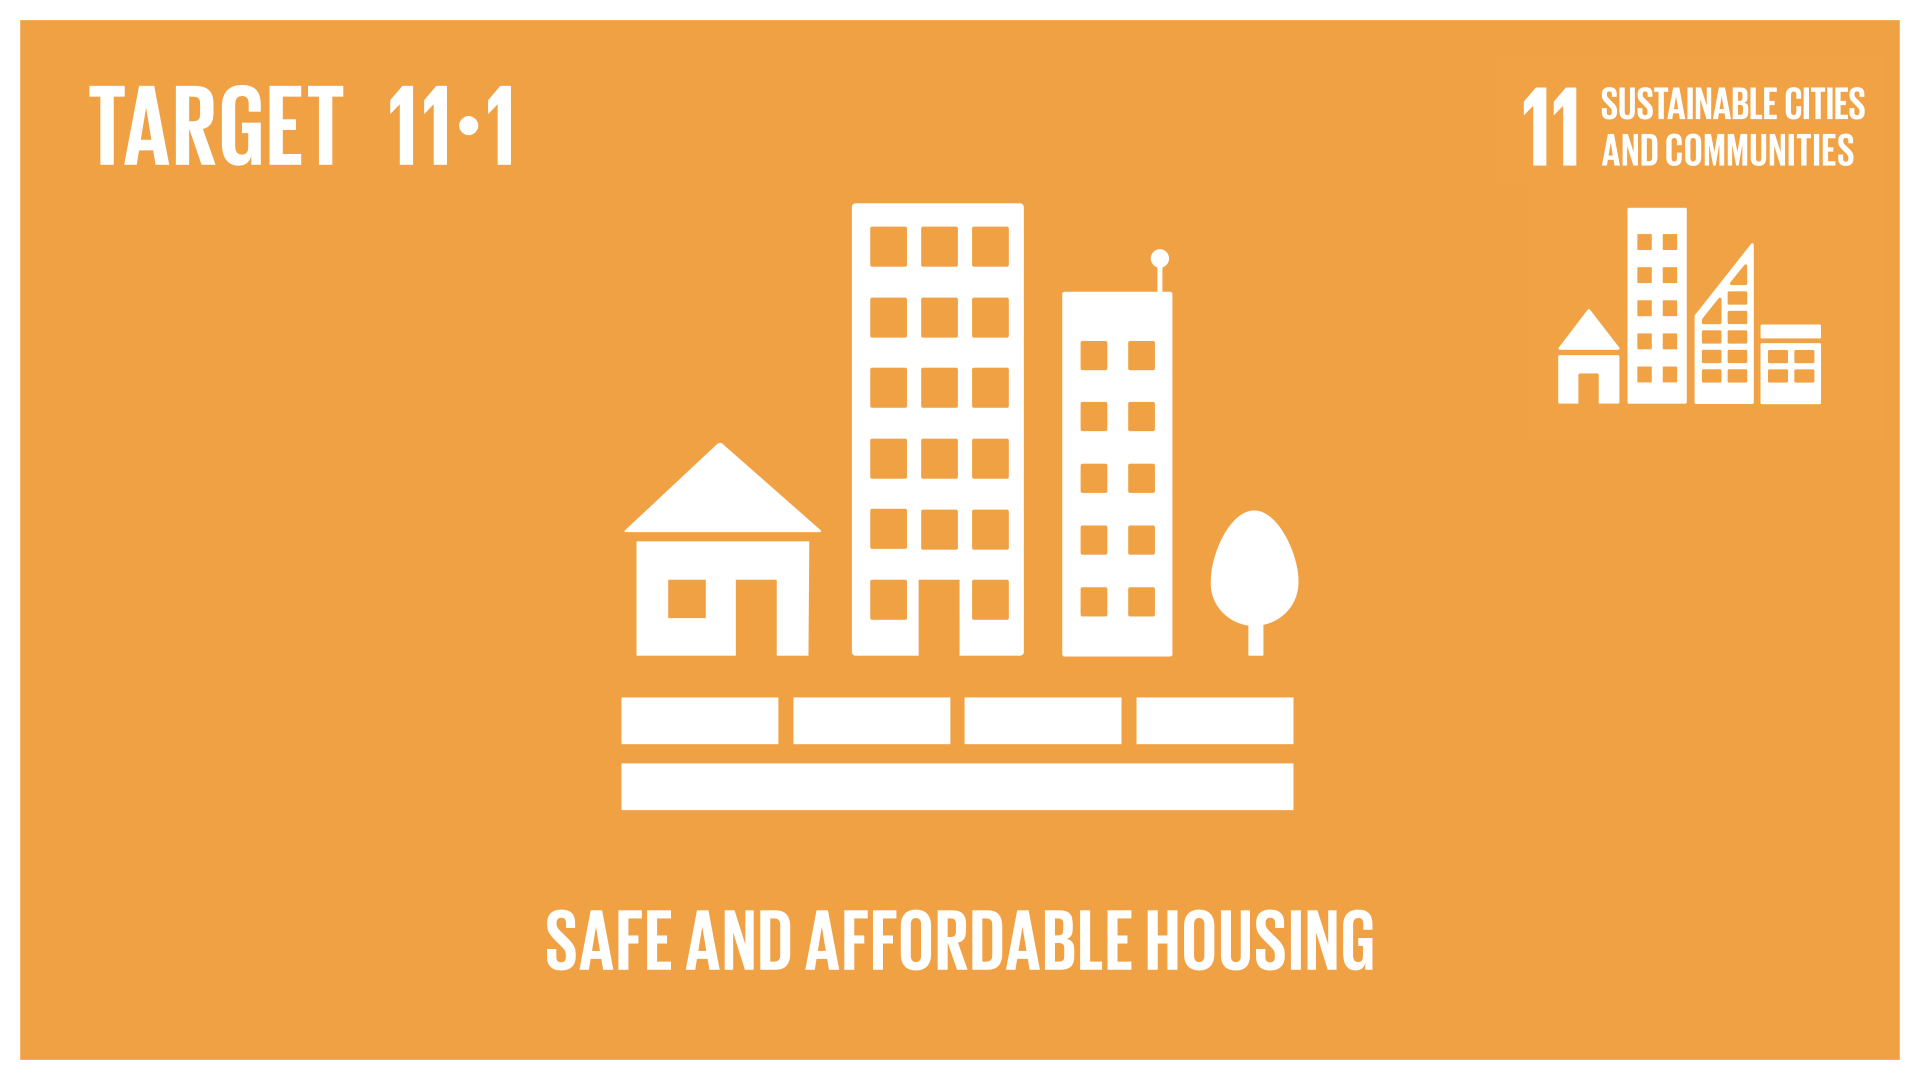 TARGET 11•1
11 SUSTAINABLE CITIES
AND COMMUNITIES
SAFE AND AFFORDABLE HOUSING